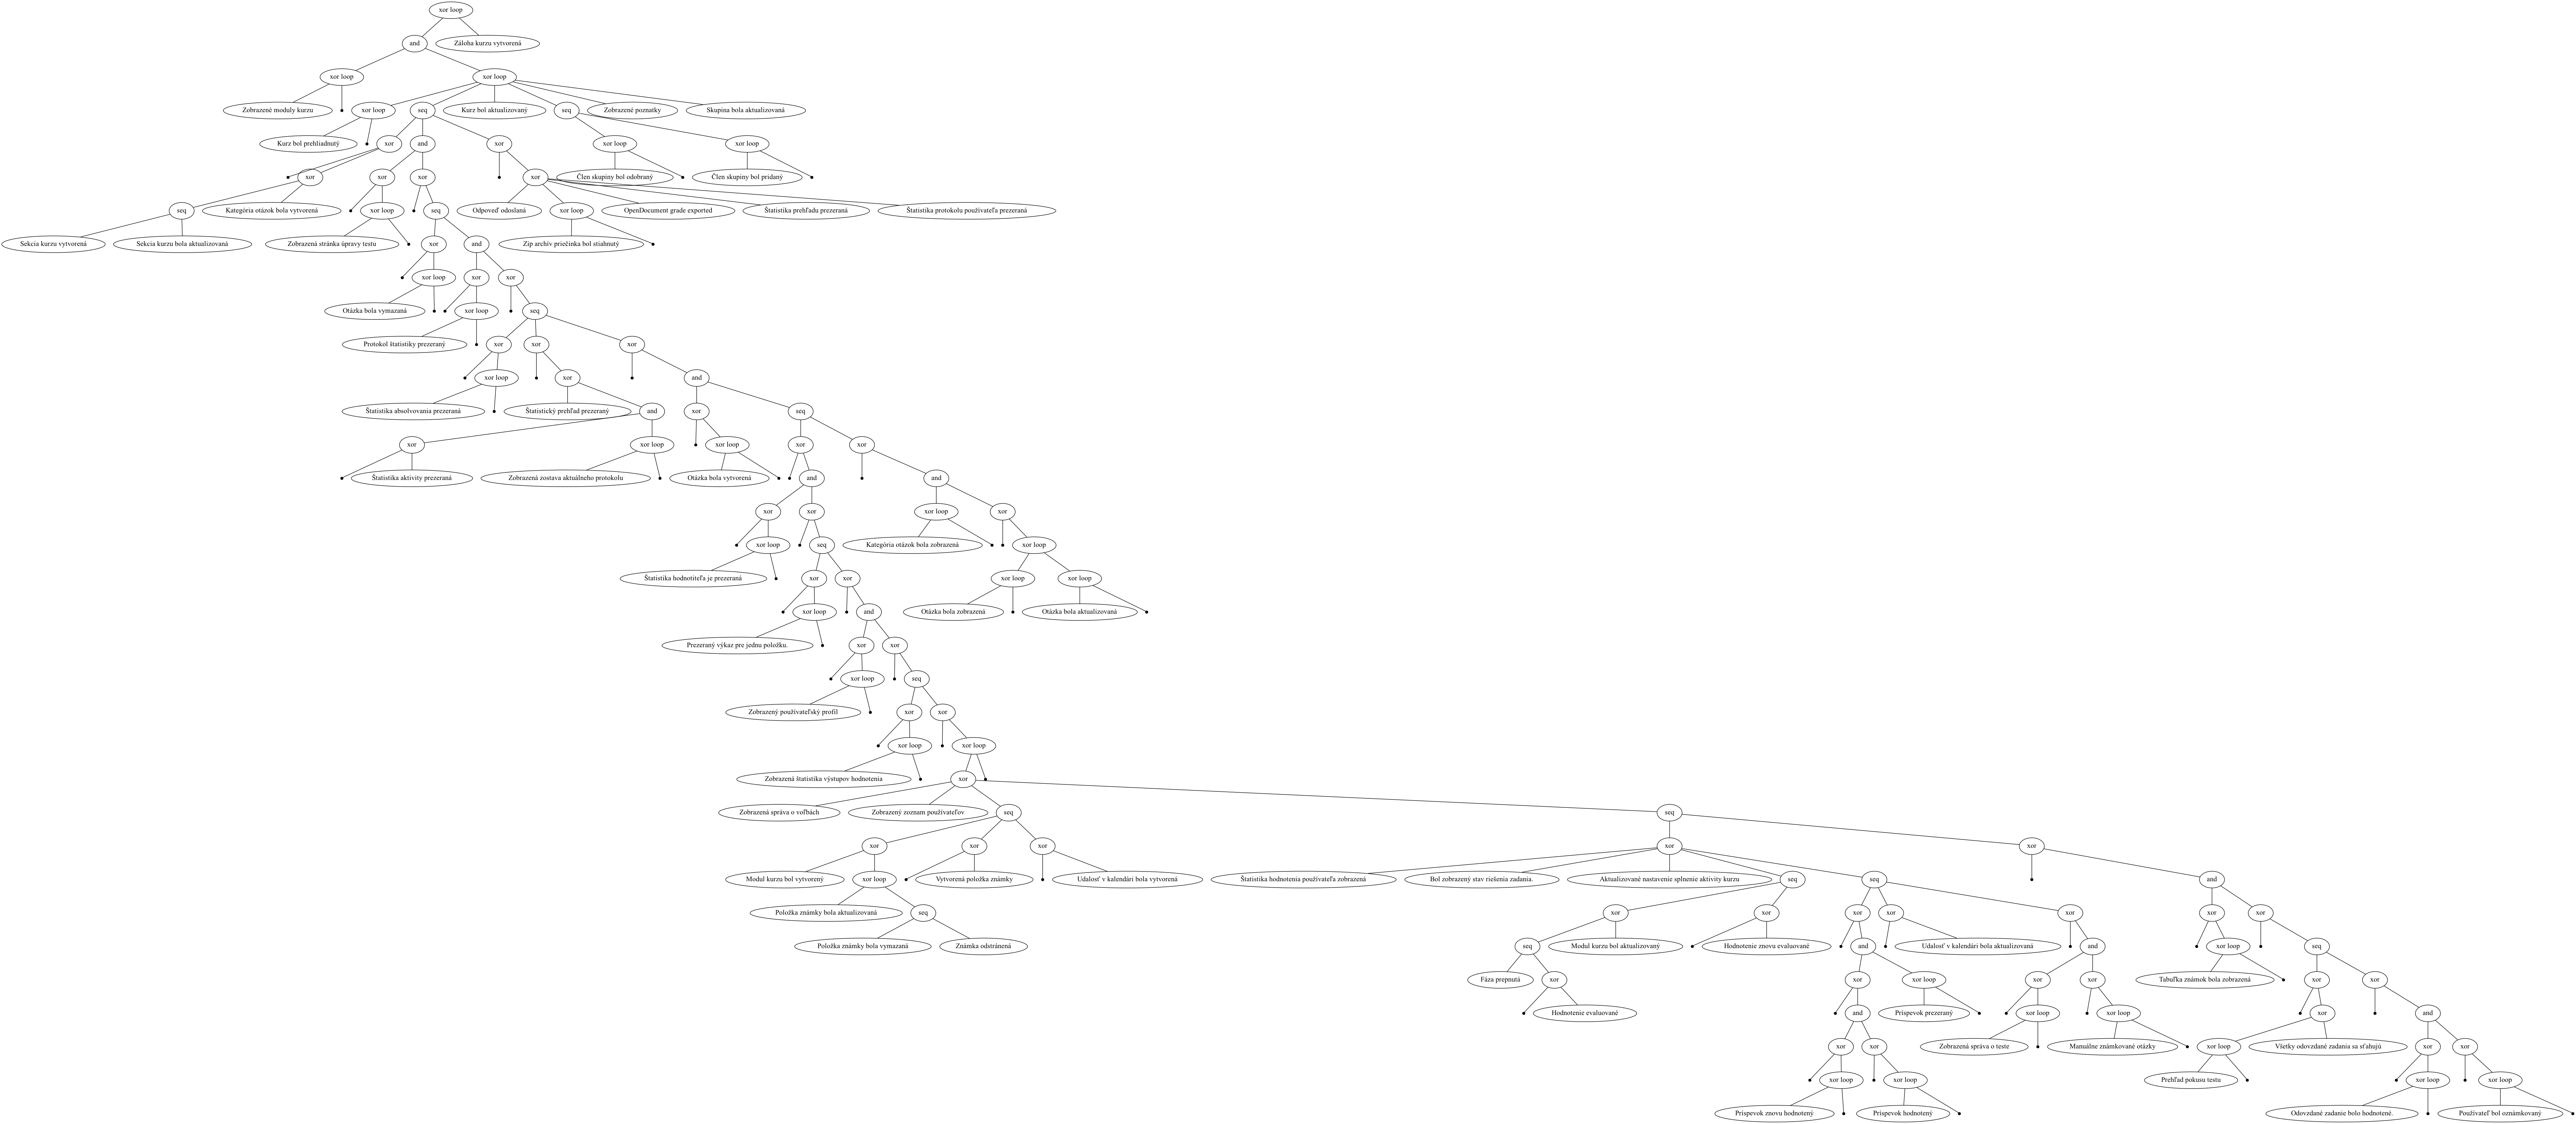 xor loop
and
Záloha kurzu vytvorená
xor loop
xor loop
Zobrazené moduly kurzu
xor loop
seq
Kurz bol aktualizovaný
seq
Zobrazené poznatky
Skupina bola aktualizovaná
Kurz bol prehliadnutý
xor
and
xor
xor loop
xor loop
xor
xor
xor
xor
Člen skupiny bol odobraný
Člen skupiny bol pridaný
seq
Kategória otázok bola vytvorená
xor loop
seq
Odpoveď odoslaná
xor loop
OpenDocument grade exported
Štatistika prehľadu prezeraná
Štatistika protokolu používateľa prezeraná
Sekcia kurzu vytvorená
Sekcia kurzu bola aktualizovaná
Zobrazená stránka úpravy testu
xor
and
Zip archív priečinka bol stiahnutý
xor loop
xor
xor
Otázka bola vymazaná
xor loop
seq
Protokol štatistiky prezeraný
xor
xor
xor
xor loop
xor
and
Štatistika absolvovania prezeraná
Štatistický prehľad prezeraný
and
xor
seq
xor
xor loop
xor loop
xor
xor
Štatistika aktivity prezeraná
Zobrazená zostava aktuálneho protokolu
Otázka bola vytvorená
and
and
xor
xor
xor loop
xor
xor loop
seq
Kategória otázok bola zobrazená
xor loop
Štatistika hodnotiteľa je prezeraná
xor
xor
xor loop
xor loop
xor loop
and
Otázka bola zobrazená
Otázka bola aktualizovaná
Prezeraný výkaz pre jednu položku.
xor
xor
xor loop
seq
Zobrazený používateľský profil
xor
xor
xor loop
xor loop
Zobrazená štatistika výstupov hodnotenia
xor
Zobrazená správa o voľbách
Zobrazený zoznam používateľov
seq
seq
xor
xor
xor
xor
xor
Modul kurzu bol vytvorený
xor loop
Vytvorená položka známky
Udalosť v kalendári bola vytvorená
Štatistika hodnotenia používateľa zobrazená
Bol zobrazený stav riešenia zadania.
Aktualizované nastavenie splnenie aktivity kurzu
seq
seq
and
Položka známky bola aktualizovaná
seq
xor
xor
xor
xor
xor
xor
xor
Položka známky bola vymazaná
Známka odstránená
seq
Modul kurzu bol aktualizovaný
Hodnotenie znovu evaluované
and
Udalosť v kalendári bola aktualizovaná
and
xor loop
seq
Fáza prepnutá
xor
xor
xor loop
xor
xor
Tabuľka známok bola zobrazená
xor
xor
Hodnotenie evaluované
and
Príspevok prezeraný
xor loop
xor loop
xor
and
xor
xor
Zobrazená správa o teste
Manuálne známkované otázky
xor loop
Všetky odovzdané zadania sa sťahujú
xor
xor
xor loop
xor loop
Prehľad pokusu testu
xor loop
xor loop
Príspevok znovu hodnotený
Príspevok hodnotený
Odovzdané zadanie bolo hodnotené.
Používateľ bol oznámkovaný